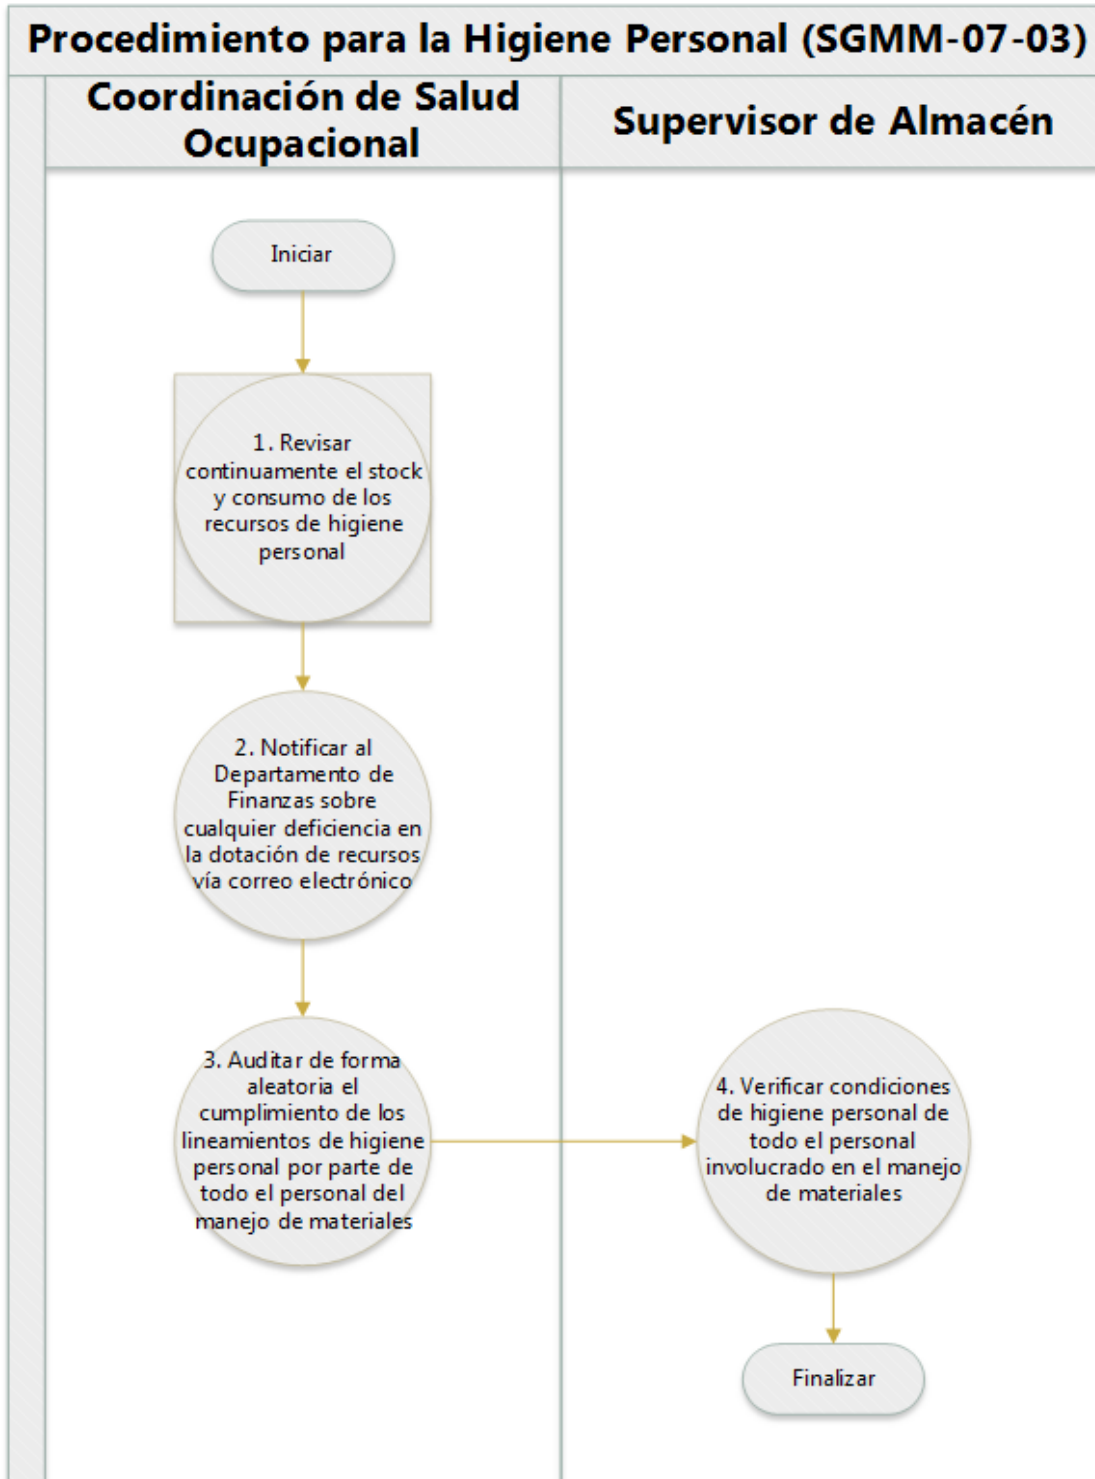 Procedimiento para la Higiene Personal (SGMM-07-03)
Coordinación de Salud
Ocupacional
Supervisor de Almacén
Iniciar
1. Revisar
continuamente el stock
y consumo de los
recursos de higiene
personal
2. Notificar al
Departamento de
Finanzas sobre
cualquier deficiencia en
la dotación de recursos
vía correo electrónico
3. Auditar de forma
aleatoria el
cumplimiento de los
lineamientos de higiene
personal por parte de
todo el personal del
manejo de materiales
4. Verificar condiciones
de higiene personal de
todo el personal
involucrado en el manejo
de materiales
Finalizar